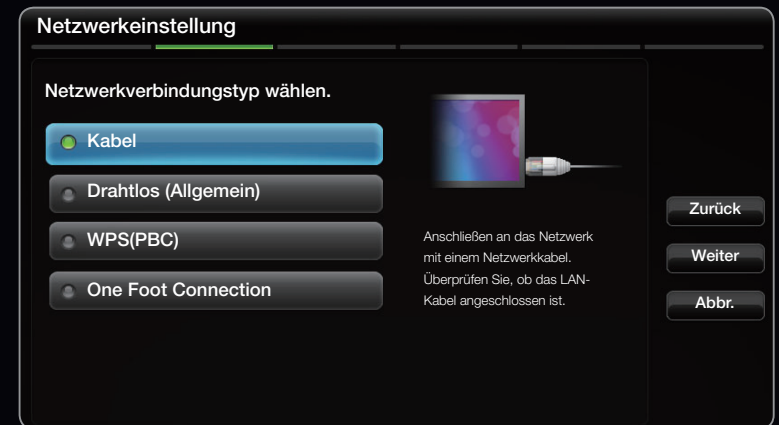 Netzwerkeinstellung
Netzwerkverbindungstyp wählen.
Kabel
Drahtlos (Allgemein)
WPS(PBC)
One Foot Connection
Anschließen an das Netzwerk
mit einem Netzwerkkabel.
Überprüfen Sie, ob das LAN-
Kabel angeschlossen ist.
Zurück
Weiter
Abbr.